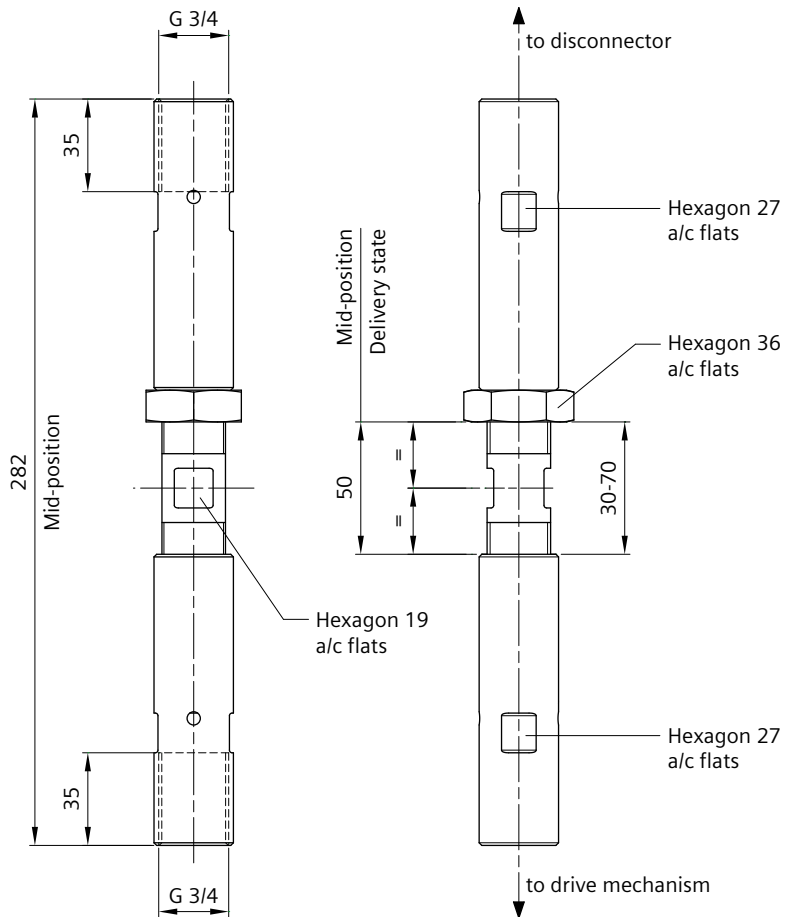 G 3/4
to disconnector
35
Hexagon 27
a/c flats
Mid-position
Delivery state
Hexagon 36
a/c flats
282
Mid-position
50
=
=
30-70
Hexagon 19
a/c flats
Hexagon 27
a/c flats
35
G 3/4
to drive mechanism